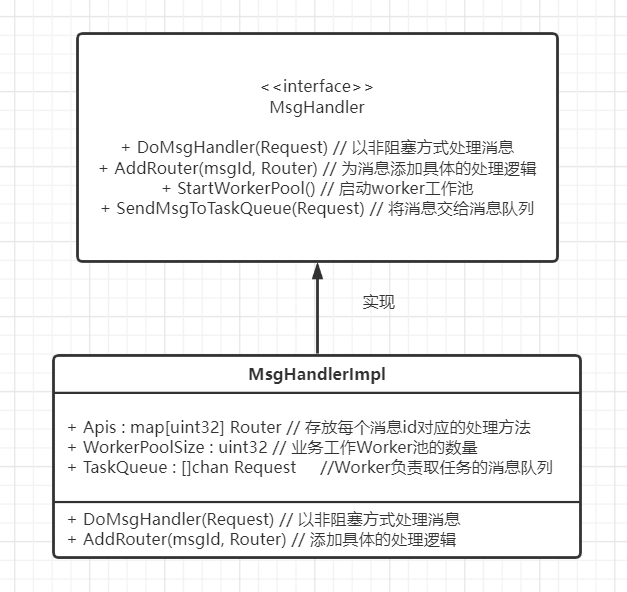 <<interface>>
MsgHandler
+ DoMsgHandler(Request) // 以非阻塞方式处理消息
+ AddRouter(msgId, Router) // 为消息添加具体的处理逻辑
+ StartWorkerPool() // 启动worker工作池
+ SendMsgToTaskQueue(Request) // 将消息交给消息队列
实现
MsgHandlerImpl
+ Apis : map[uint32] Router // 存放每个消息id对应的处理方法
+ WorkerPoolSize : uint32 // 业务工作Worker池的数量
+ TaskQueue : []chan Request //Worker负责取任务的消息队列
+ DoMsgHandler(Request) // 以非阻塞方式处理消息
+ AddRouter(msgId, Router) // 添加具体的处理逻辑